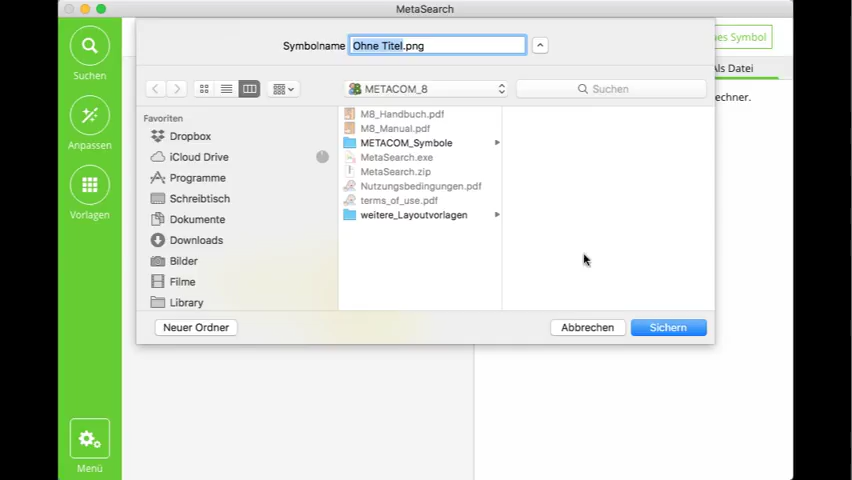 MetaSearch
Symbolname Ohne Titel.png
ues Symbol
Suchen
METACOM_8
Suchen
Als Datei
echner.
Anpassen
Vorlagen
Menü
Favoriten
Dropbox
iCloud Drive
Programme
Schreibtisch
Dokumente
Downloads
Bilder
Filme
Library
M8_Handbuch.pdf
M8_Manual.pdf
METACOM_Symbole
MetaSearch.exe
MetaSearch.zip
Nutzungsbedingungen.pdf
terms_of_use.pdf
weitere_Layoutvorlagen
Neuer Ordner
Abbrechen
Sichern